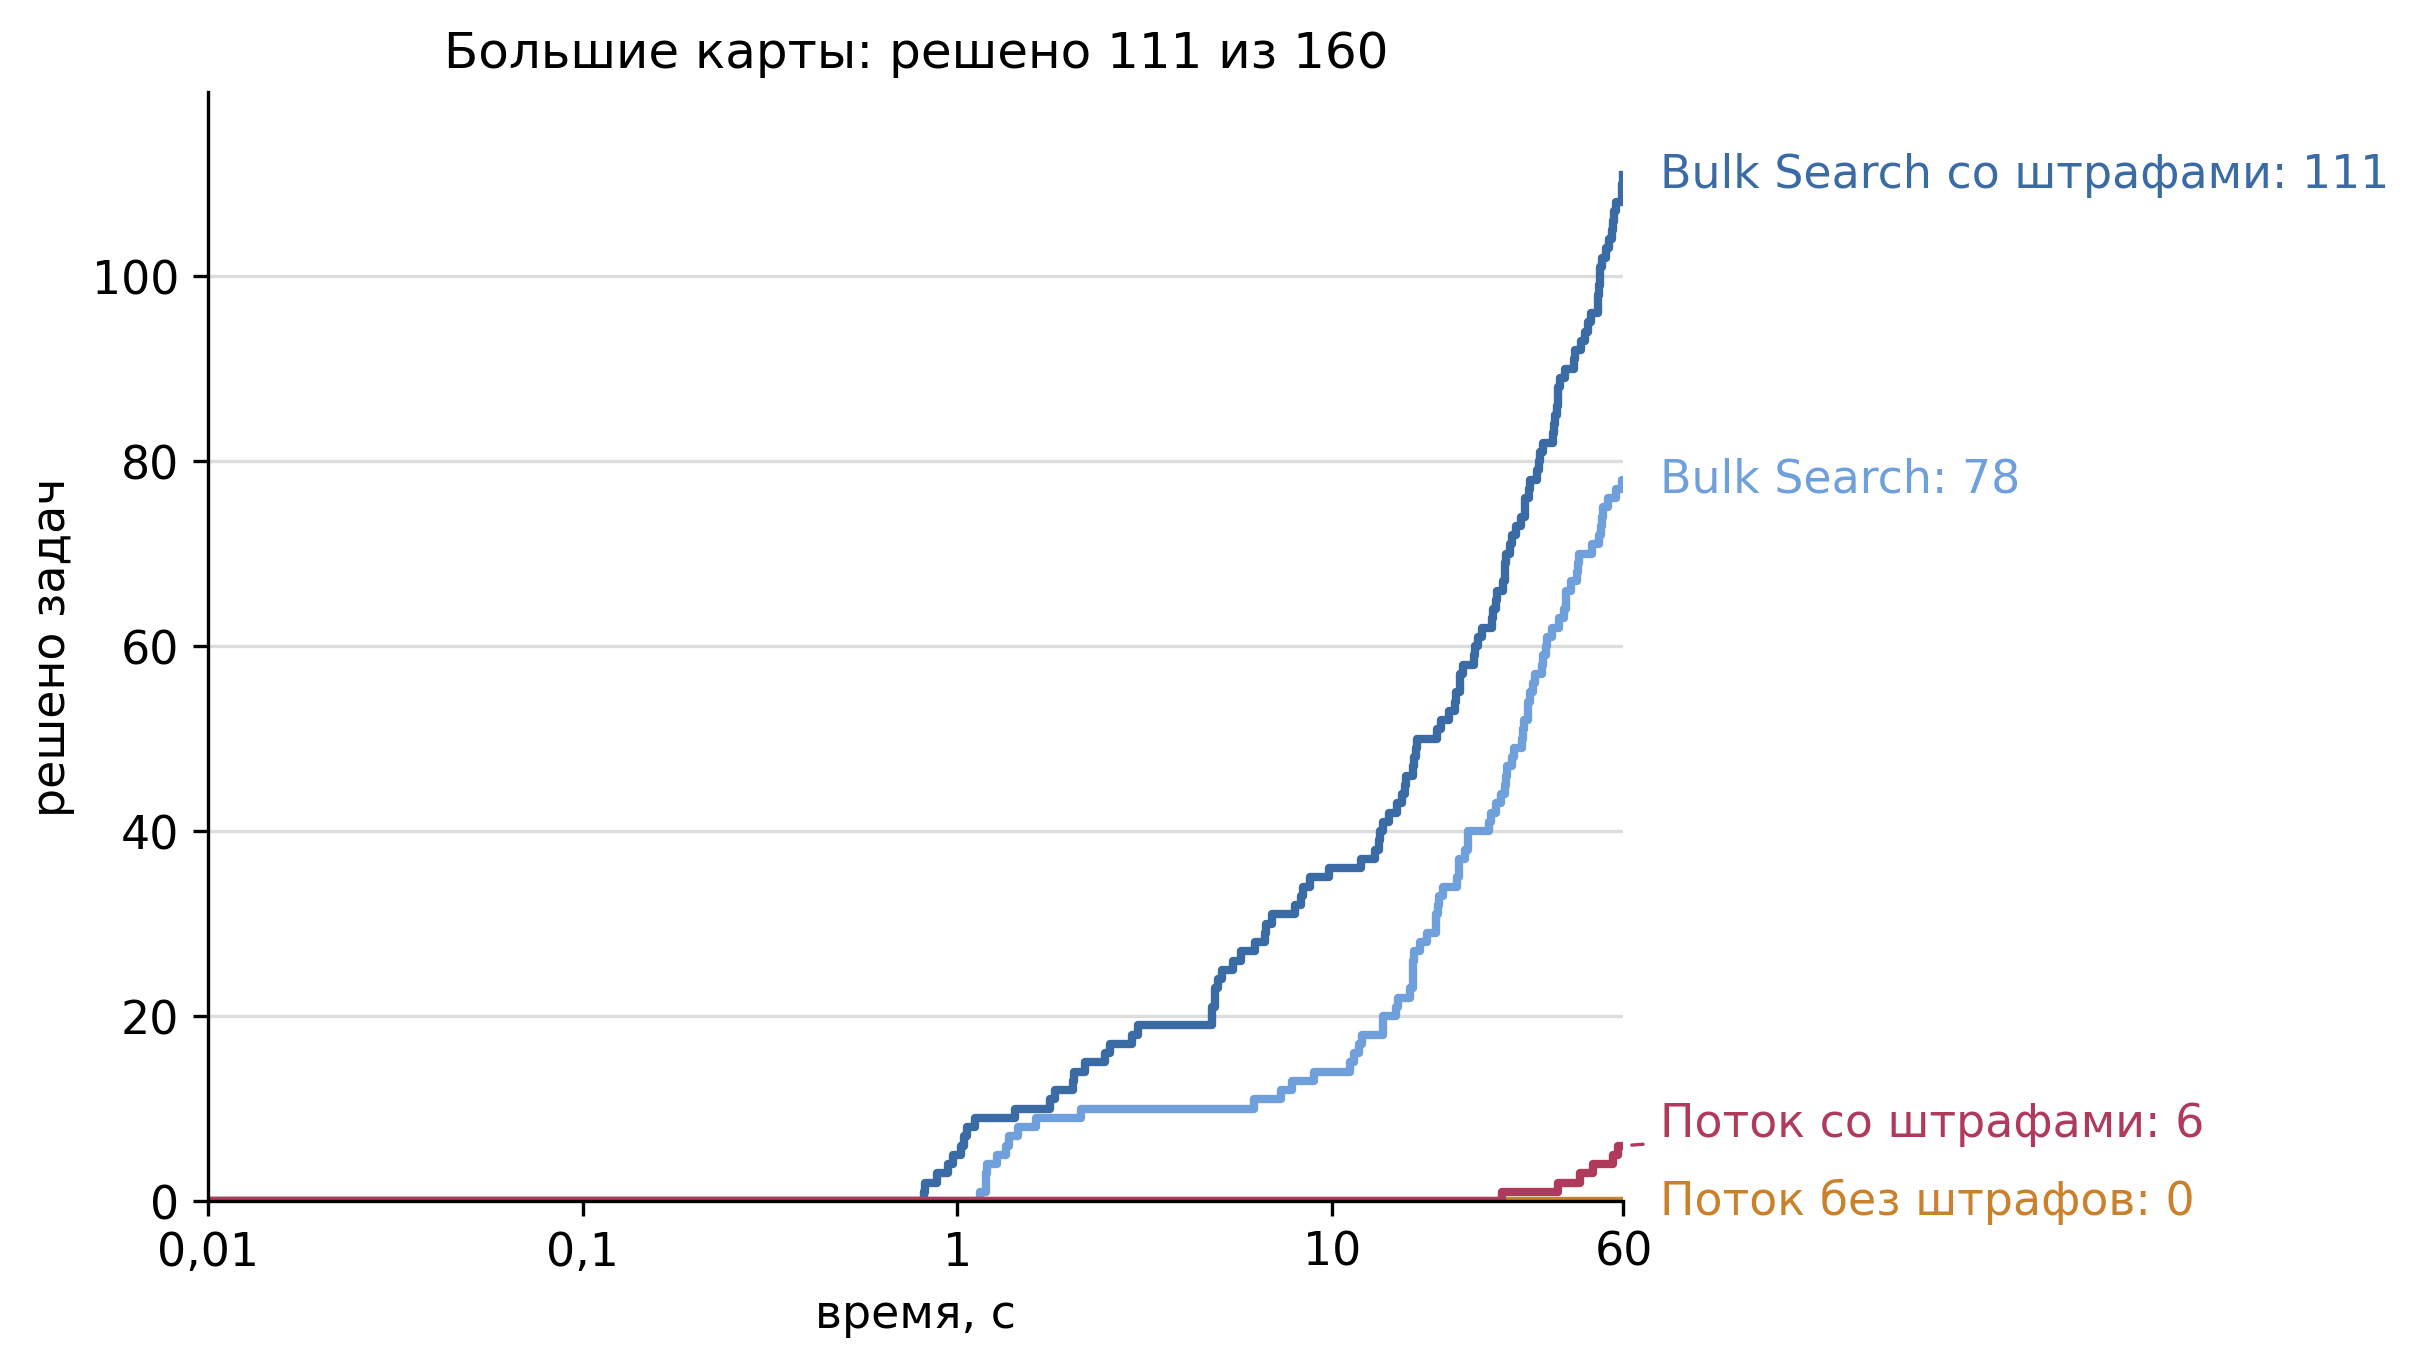 Большие карты: решено 111 из 160
решено задач
100
80
60
40
20
0
0,01
0,1
1
10
60
время, с
Bulk Search со штрафами: 111
Bulk Search: 78
Поток со штрафами: 6
Поток без штрафов: 0